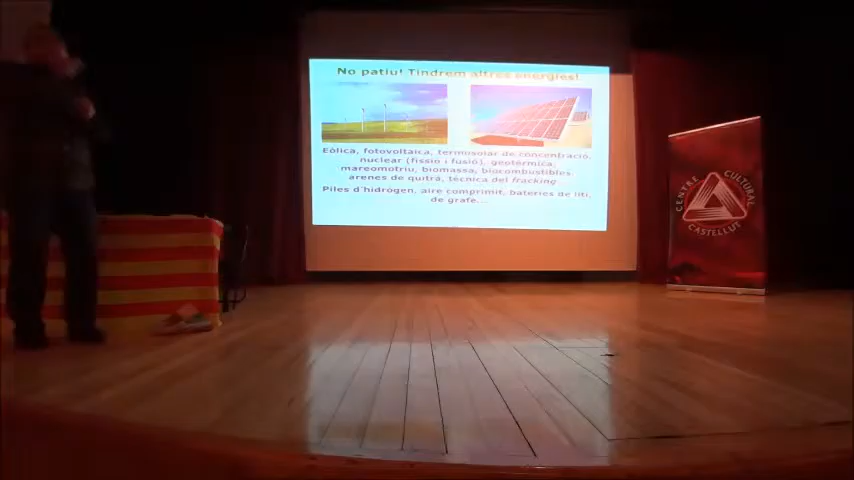 No patiu! Tindrem altres energies!
Eòlica, fotovoltaica, termosolar de concentració,
nuclear (fissió i fusió), geotèrmica,
mareomotriu, biomassa, biocombustibles,
arenes de quitrà, tècnica del fracking
Piles d'hidrogen, aire comprimit, bateries de liti,
de grafè...
CENTRE CULTURAL
CASTELLUT